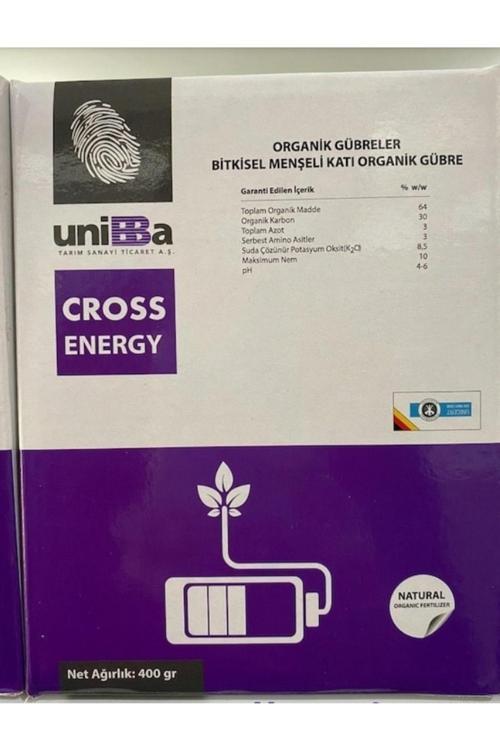 uniBBa
TARIM SANAYİ TİCARET A.Ş.
CROSS
ENERGY
ORGANİK GÜBRELER
BİTKİSEL MENŞELİ KATI ORGANİK GÜBRE
Garanti Edilen İçerik % w/w
Toplam Organik Madde 64
Organik Karbon 30
Toplam Azot 3
Serbest Amino Asitler 3
Suda Çözünür Potasyum Oksit(K2O) 8,5
Maksimum Nem 10
pH 4-6
UNICERT
NATURAL
ORGANIC FERTILIZER
Net Ağırlık: 400 gr